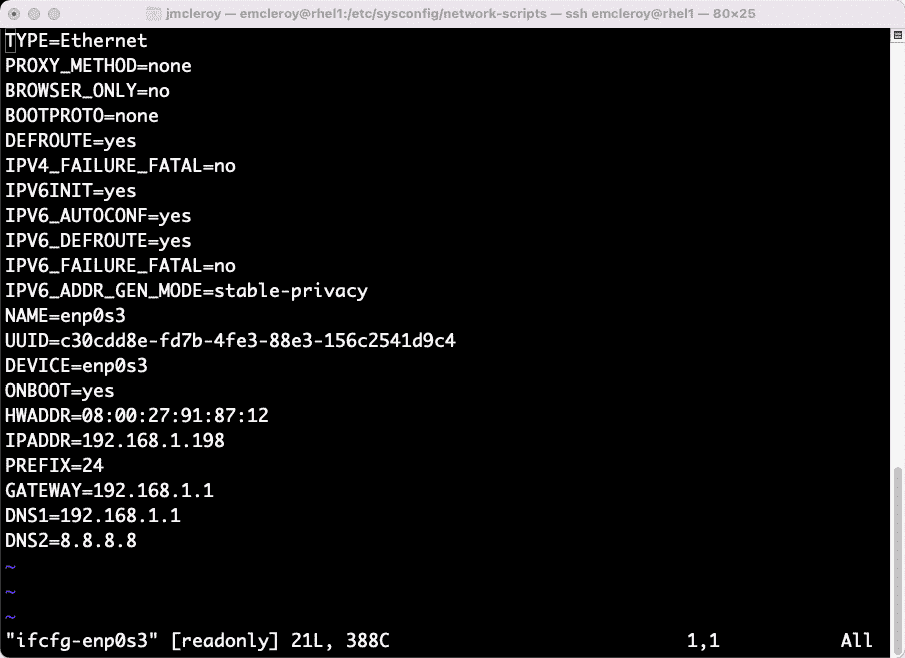 jmcleroy — emcleroy@rhel1:/etc/sysconfig/network-scripts — ssh emcleroy@rhel1 — 80×25
TYPE=Ethernet
PROXY_METHOD=none
BROWSER_ONLY=no
BOOTPROTO=none
DEFROUTE=yes
IPV4_FAILURE_FATAL=no
IPV6INIT=yes
IPV6_AUTOCONF=yes
IPV6_DEFROUTE=yes
IPV6_FAILURE_FATAL=no
IPV6_ADDR_GEN_MODE=stable-privacy
NAME=enp0s3
UUID=c30cdd8e-fd7b-4fe3-88e3-156c2541d9c4
DEVICE=enp0s3
ONBOOT=yes
HWADDR=08:00:27:91:87:12
IPADDR=192.168.1.198
PREFIX=24
GATEWAY=192.168.1.1
DNS1=192.168.1.1
DNS2=8.8.8.8
~
~
~
"ifcfg-enp0s3" [readonly] 21L, 388C 1,1 All